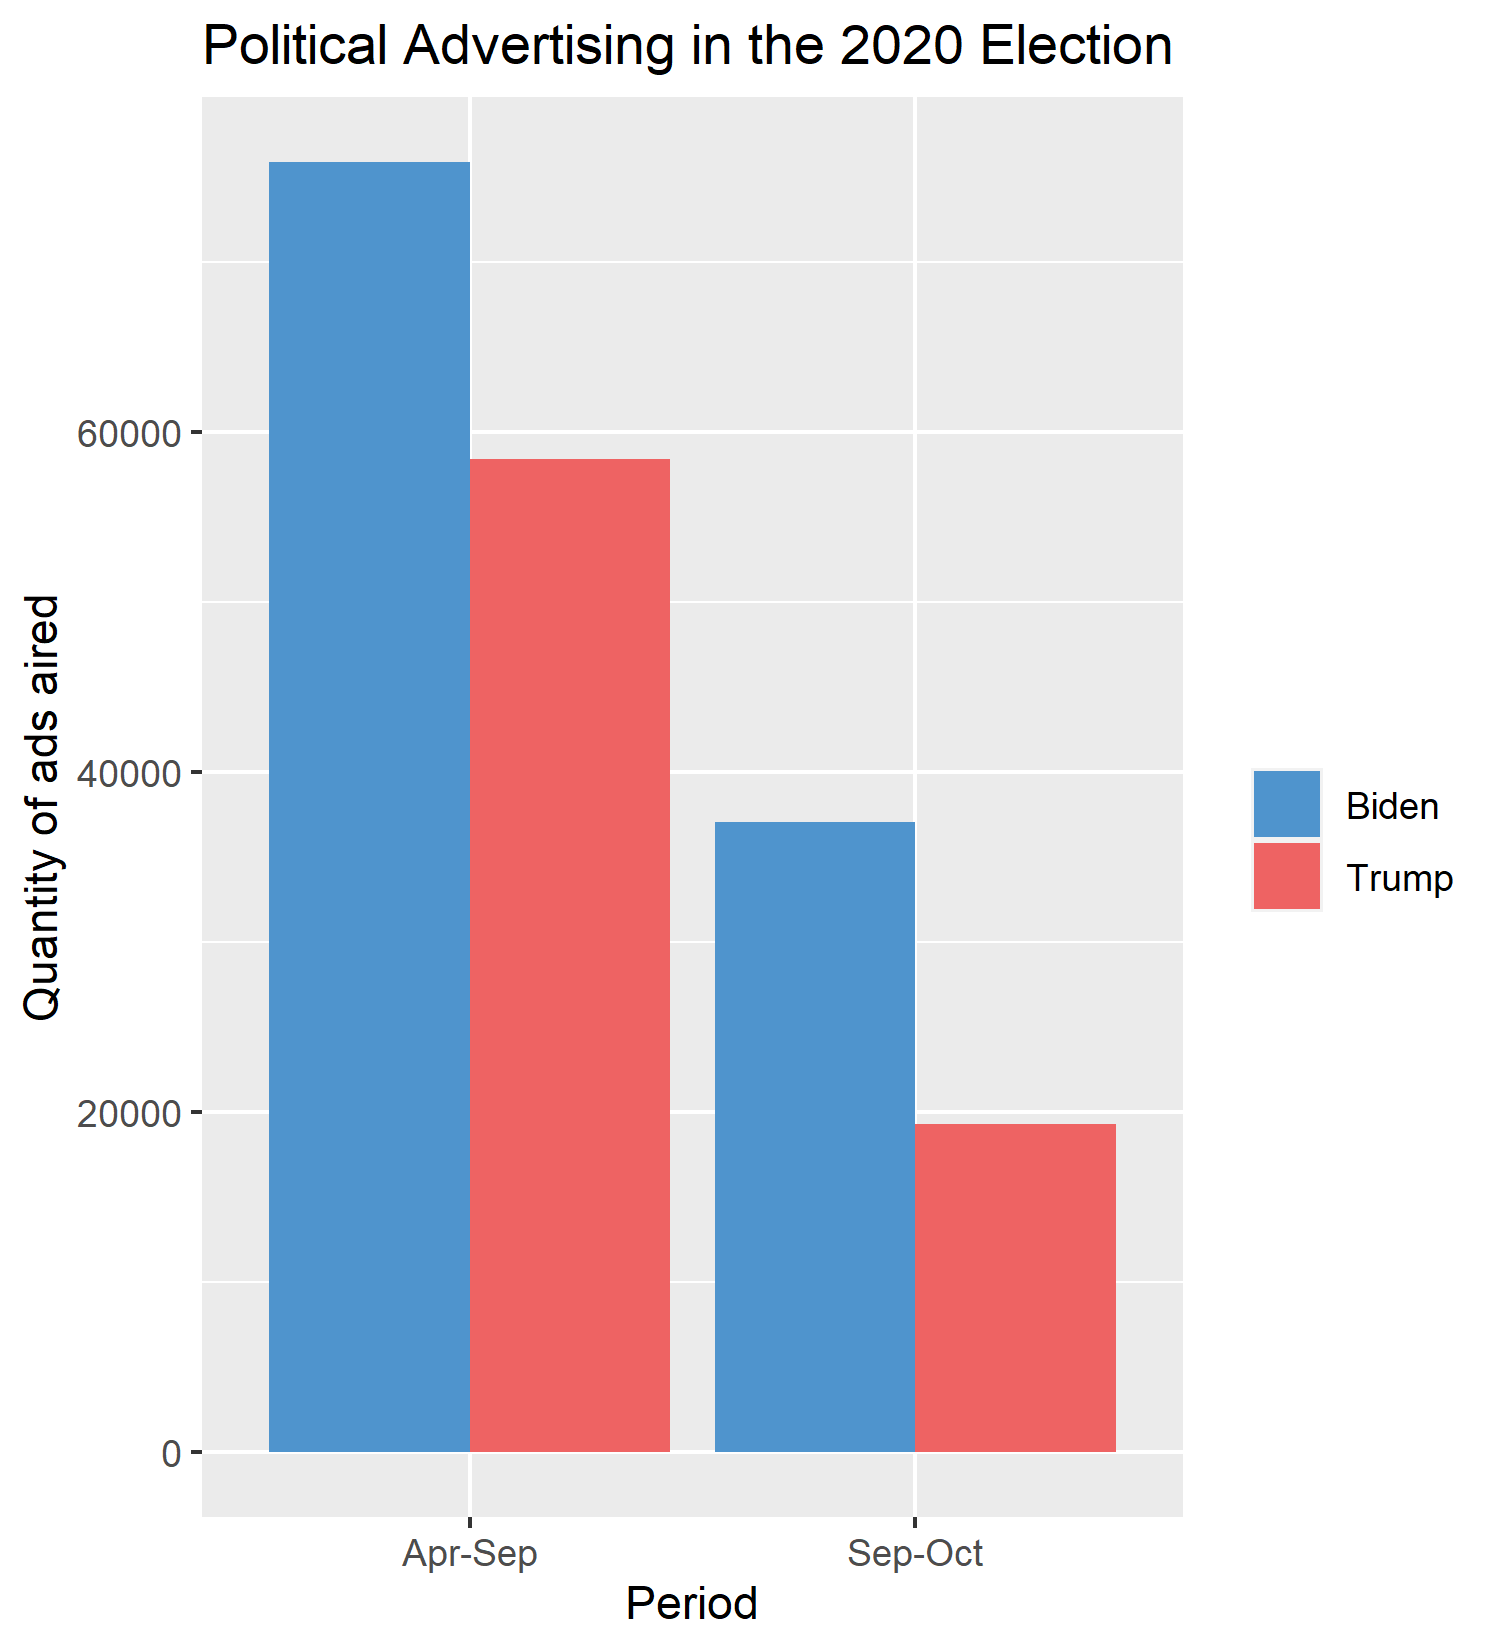 Political Advertising in the 2020 Election
Quantity of ads aired
60000
40000
20000
0
Apr-Sep
Sep-Oct
Period
Biden
Trump